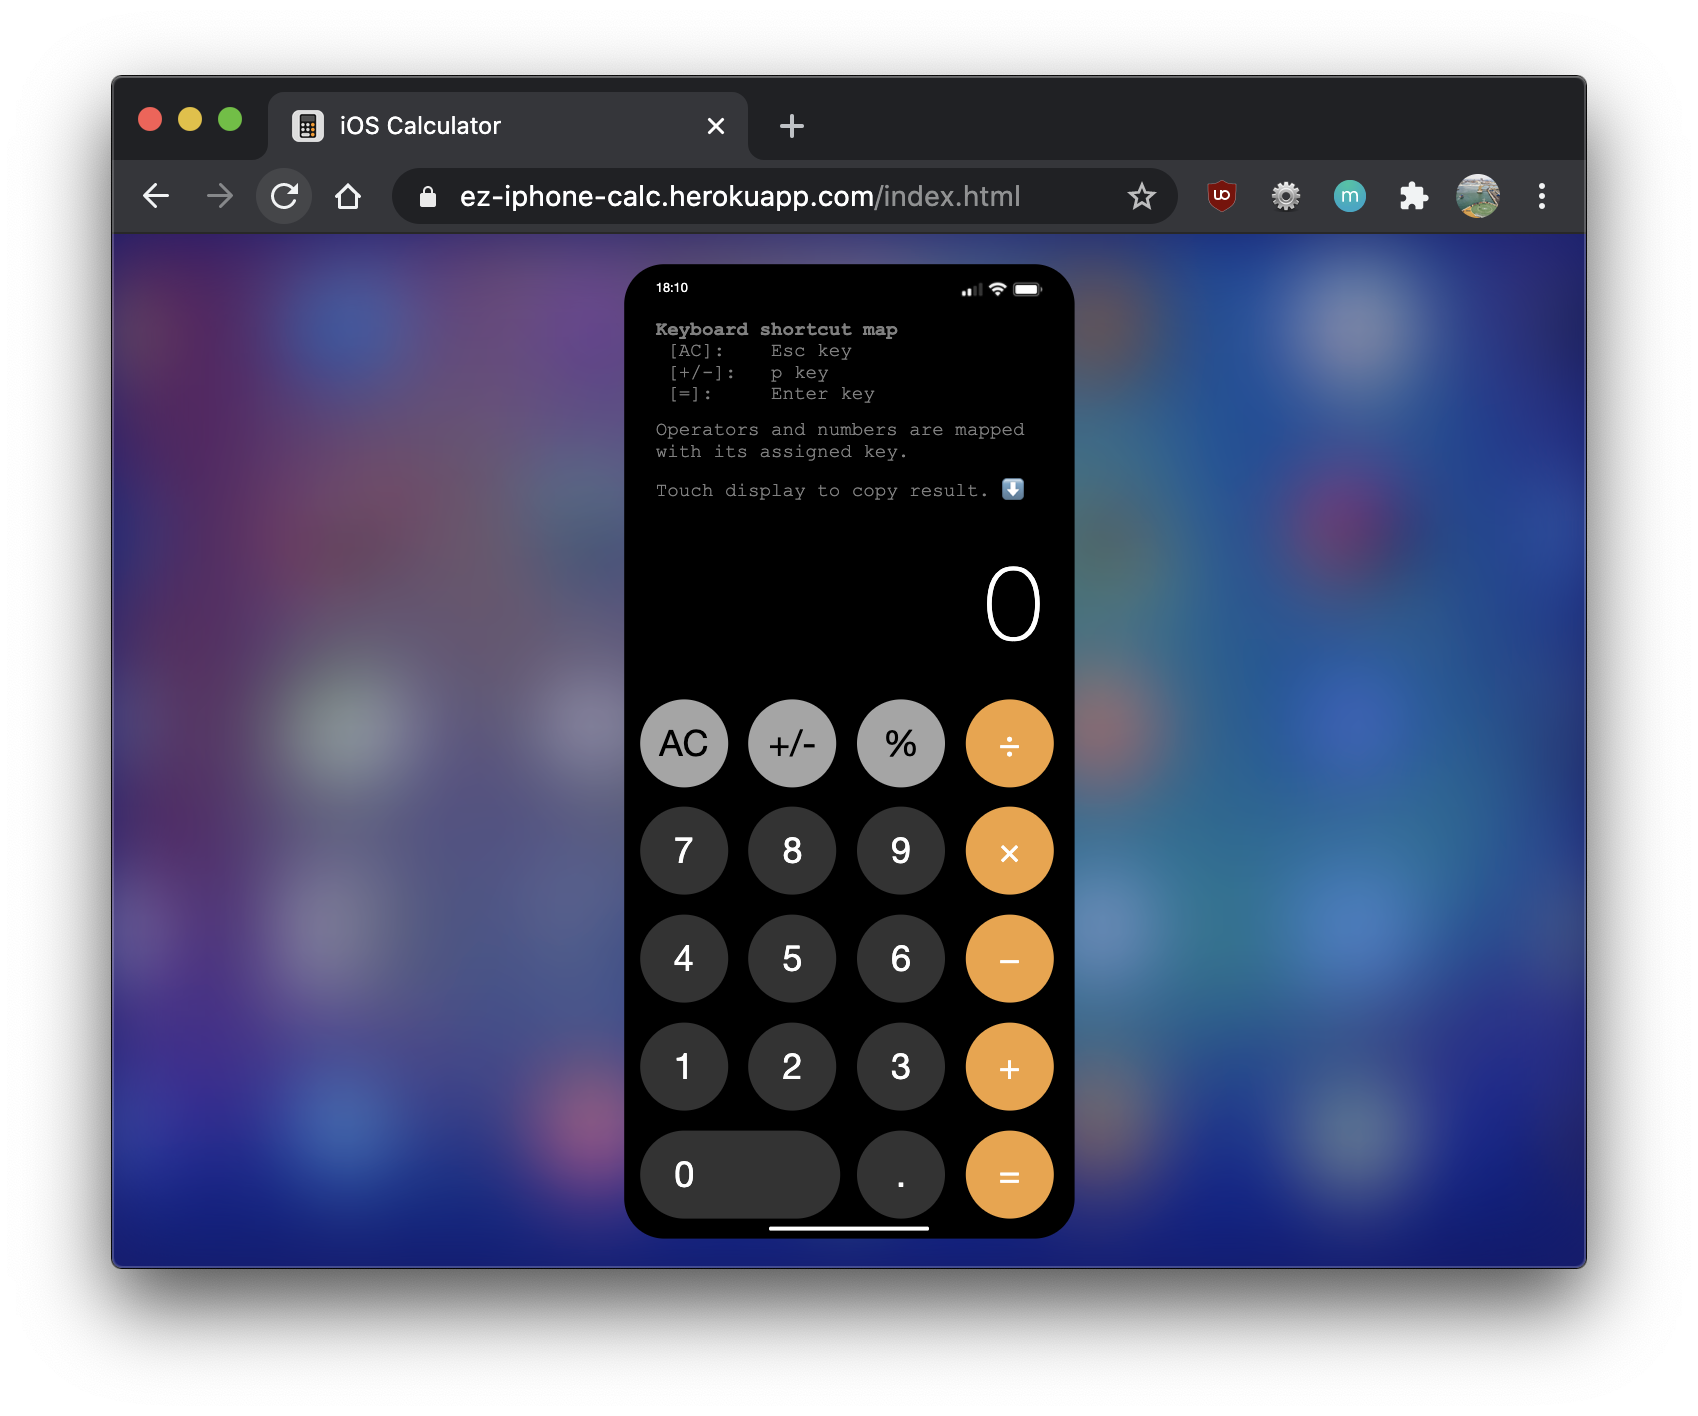 iOS Calculator
ez-iphone-calc.herokuapp.com/index.html
m
18:10
Keyboard shortcut map
[AC]: Esc key
[+/-]: p key
[=]: Enter key
Operators and numbers are mapped
with its assigned key.
Touch display to copy result. ⬇️
0
AC +/- % ÷
7 8 9 ×
4 5 6 −
1 2 3 +
0 . =